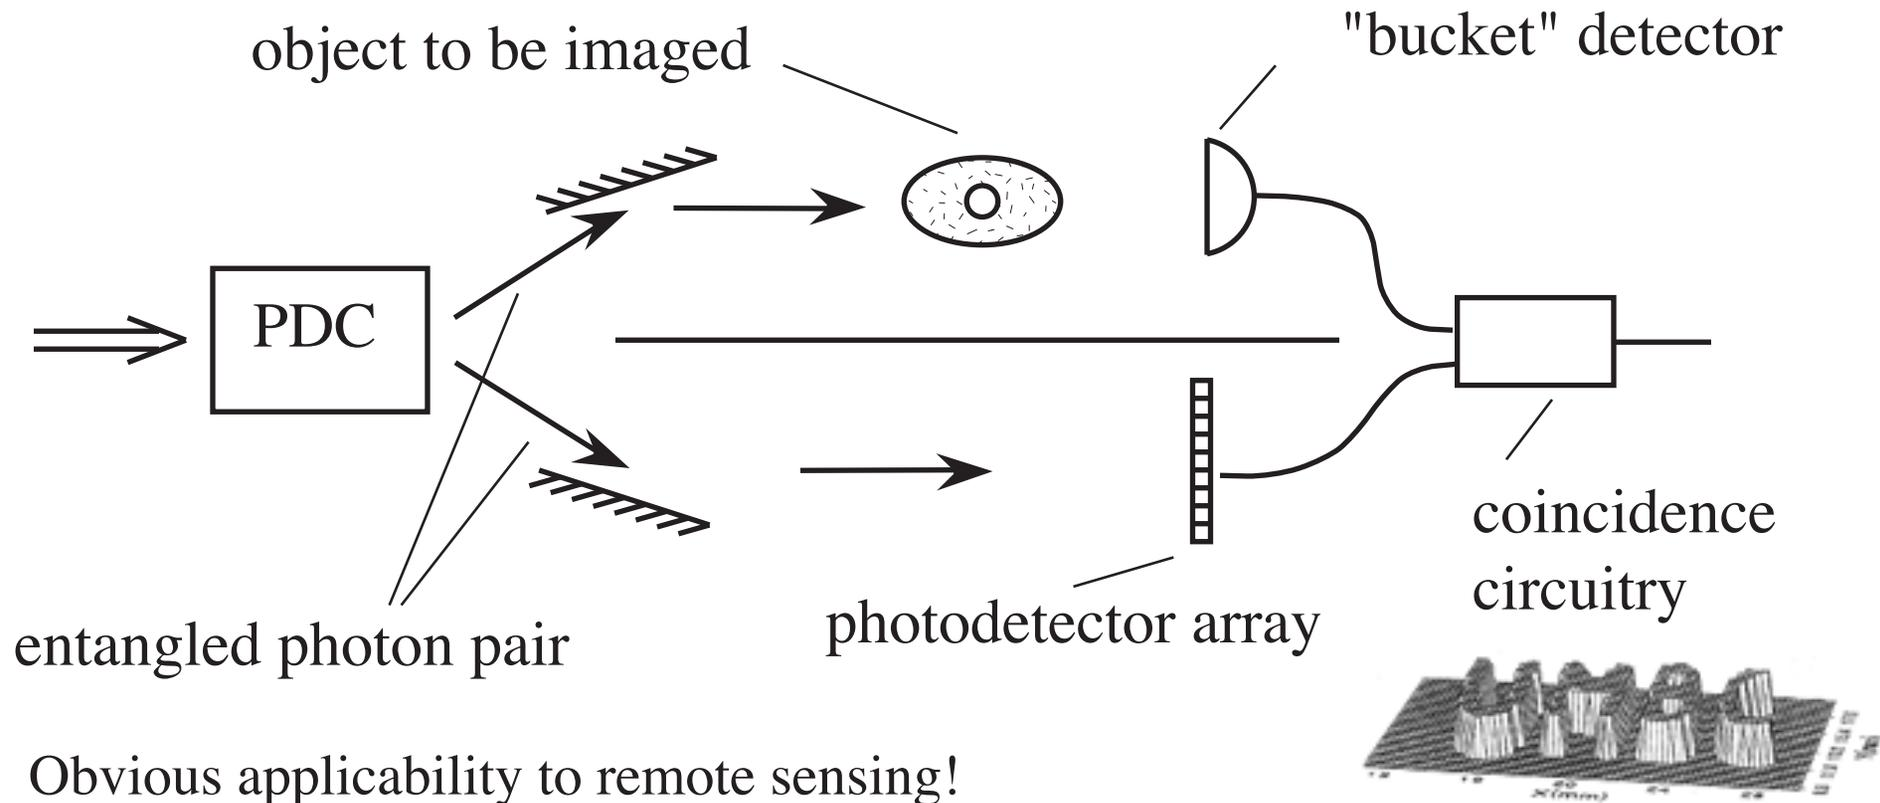 object to be imaged
"bucket" detector
PDC
entangled photon pair
photodetector array
coincidence
circuitry
Obvious applicability to remote sensing!
X(mm)